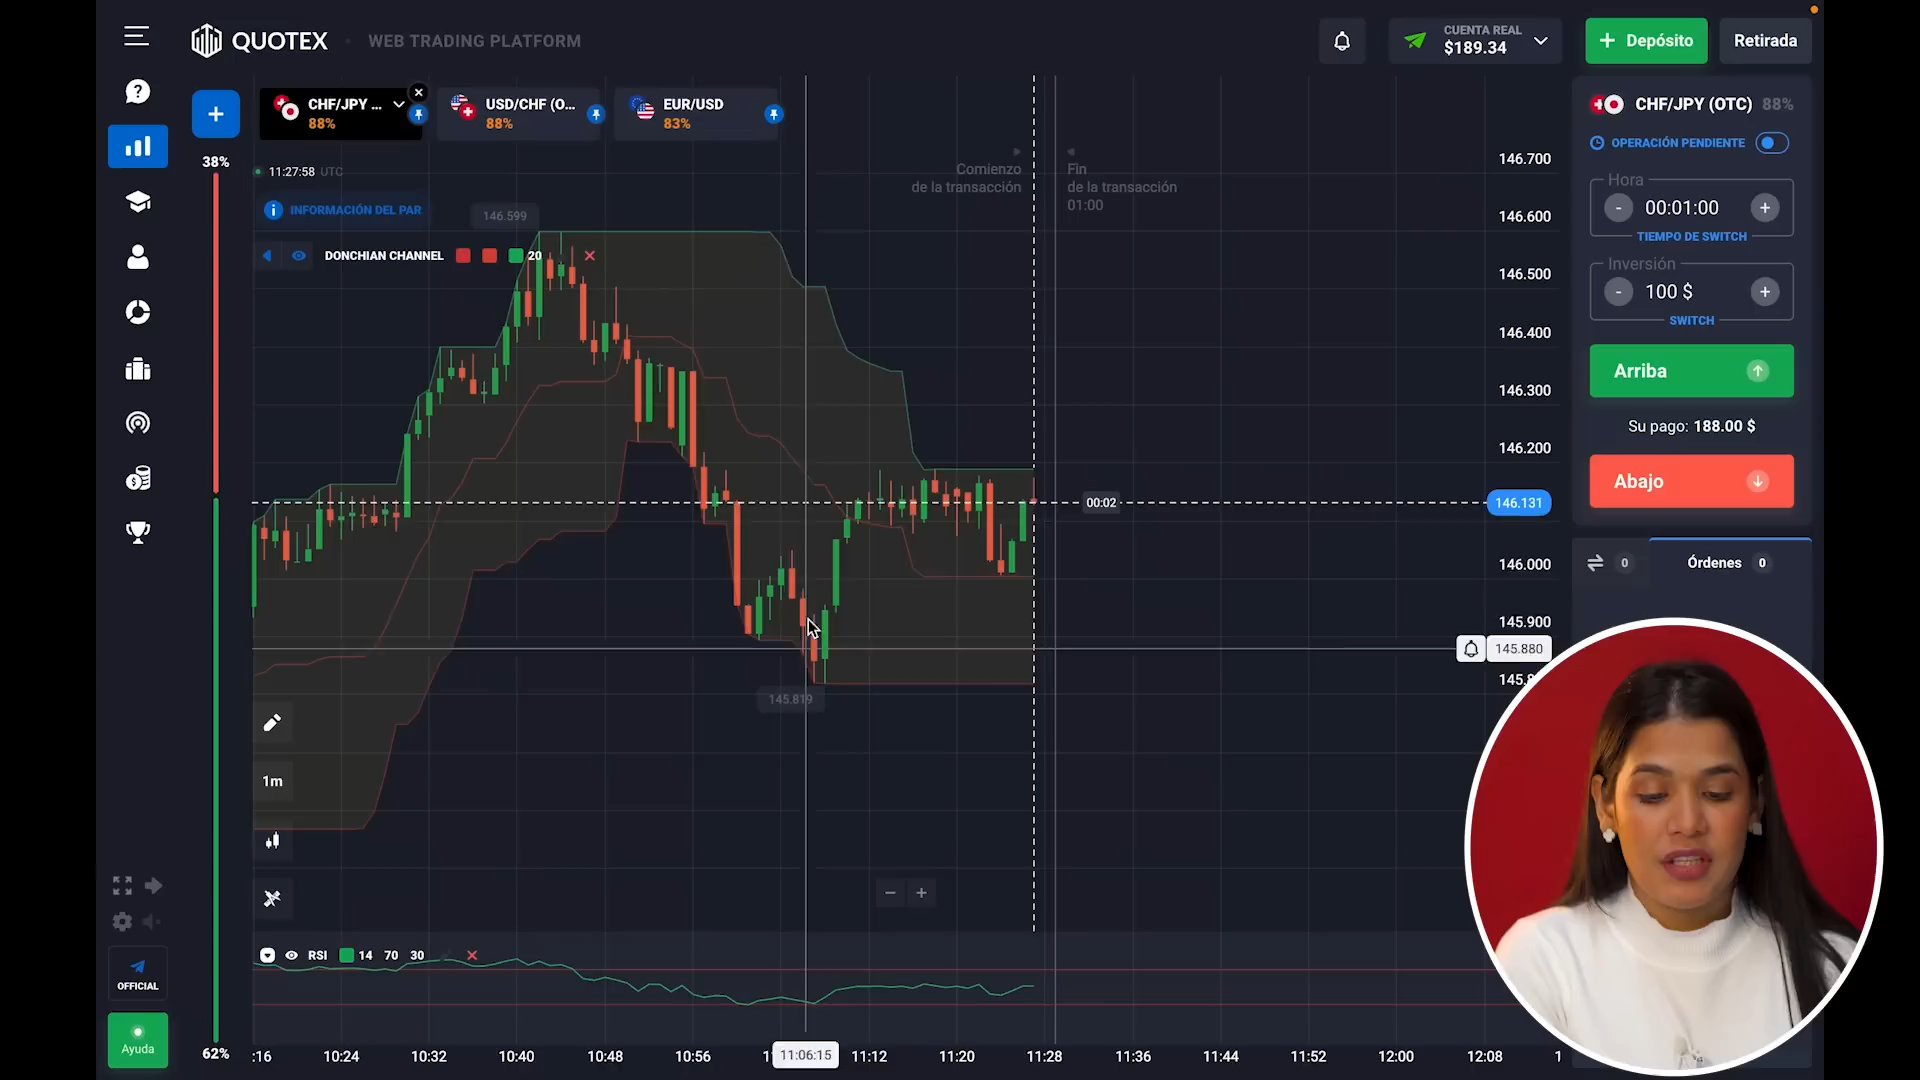 QUOTEX
WEB TRADING PLATFORM
CUENTA REAL
$189.34
+ Depósito
Retirada
CHF/JPY ...
88%
USD/CHF (O...
88%
EUR/USD
83%
CHF/JPY (OTC) 88%
OPERACIÓN PENDIENTE
Hora
- 00:01:00 +
TIEMPO DE SWITCH
Inversión
- 100 $ +
SWITCH
Arriba
Su pago: 188.00 $
Abajo
0
Órdenes 0
38%
11:27:58 UTC
INFORMACIÓN DEL PAR
146.599
DONCHIAN CHANNEL 20
Comienzo
de la transacción
Fin
de la transacción
01:00
146.700
146.600
146.500
146.400
146.300
146.200
00:02
146.131
146.000
145.900
145.880
145.8
145.819
1m
RSI 14 70 30
OFFICIAL
Ayuda
62%
:16 10:24 10:32 10:40 10:48 10:56 11:06:15 11:12 11:20 11:28 11:36 11:44 11:52 12:00 12:08 1